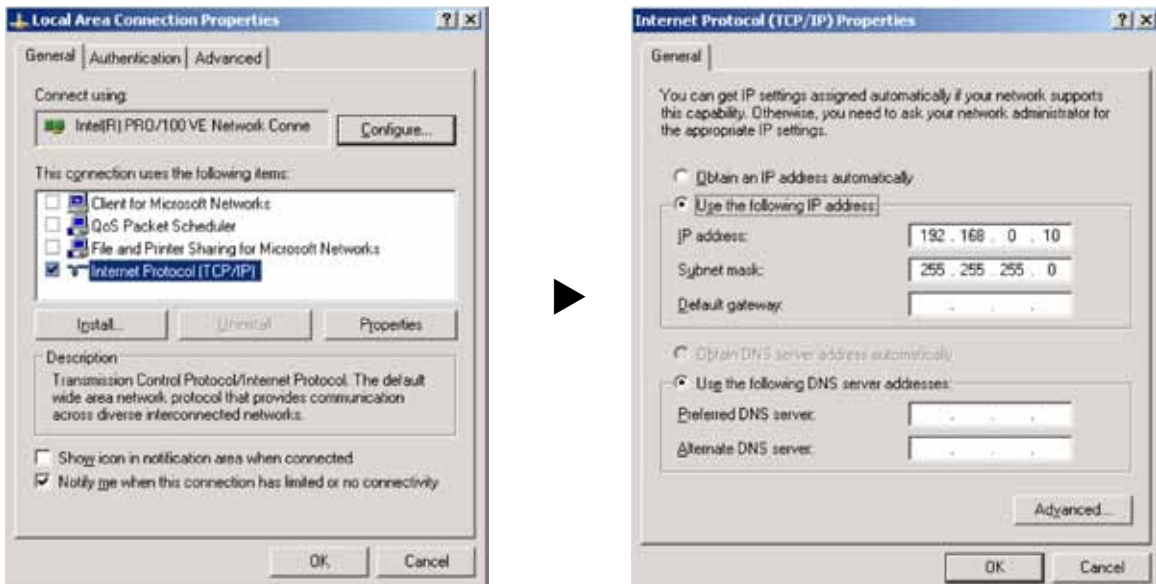 Local Area Connection Properties
General Authentication Advanced
Connect using:
Intel(R) PRO/100 VE Network Conne
Configure...
This connection uses the following items:
Client for Microsoft Networks
QoS Packet Scheduler
File and Printer Sharing for Microsoft Networks
Internet Protocol (TCP/IP)
Install... Uninstall Properties
Description
Transmission Control Protocol/Internet Protocol. The default
wide area network protocol that provides communication
across diverse interconnected networks.
Show icon in notification area when connected
Notify me when this connection has limited or no connectivity
OK Cancel
Internet Protocol (TCP/IP) Properties
General
You can get IP settings assigned automatically if your network supports
this capability. Otherwise, you need to ask your network administrator for
the appropriate IP settings.
Obtain an IP address automatically
Use the following IP address:
IP address: 192 . 168 . 0 . 10
Subnet mask: 255 . 255 . 255 . 0
Default gateway: . . .
Obtain DNS server address automatically
Use the following DNS server addresses:
Preferred DNS server: . . .
Alternate DNS server: . . .
Advanced...
OK Cancel